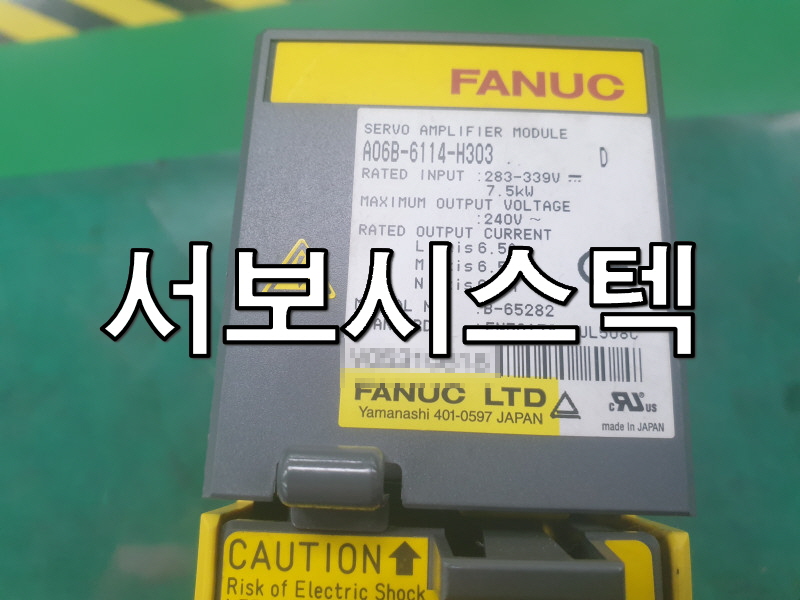 FANUC
SERVO AMPLIFIER MODULE
A06B-6114-H303 D
RATED INPUT :283-339V ⎓
7.5kW
MAXIMUM OUTPUT VOLTAGE
:240V ~
RATED OUTPUT CURRENT
서보시스텍
B-65282
FANUC LTD
Yamanashi 401-0597 JAPAN
c us
made in JAPAN
CAUTION
Risk of Electric Shock